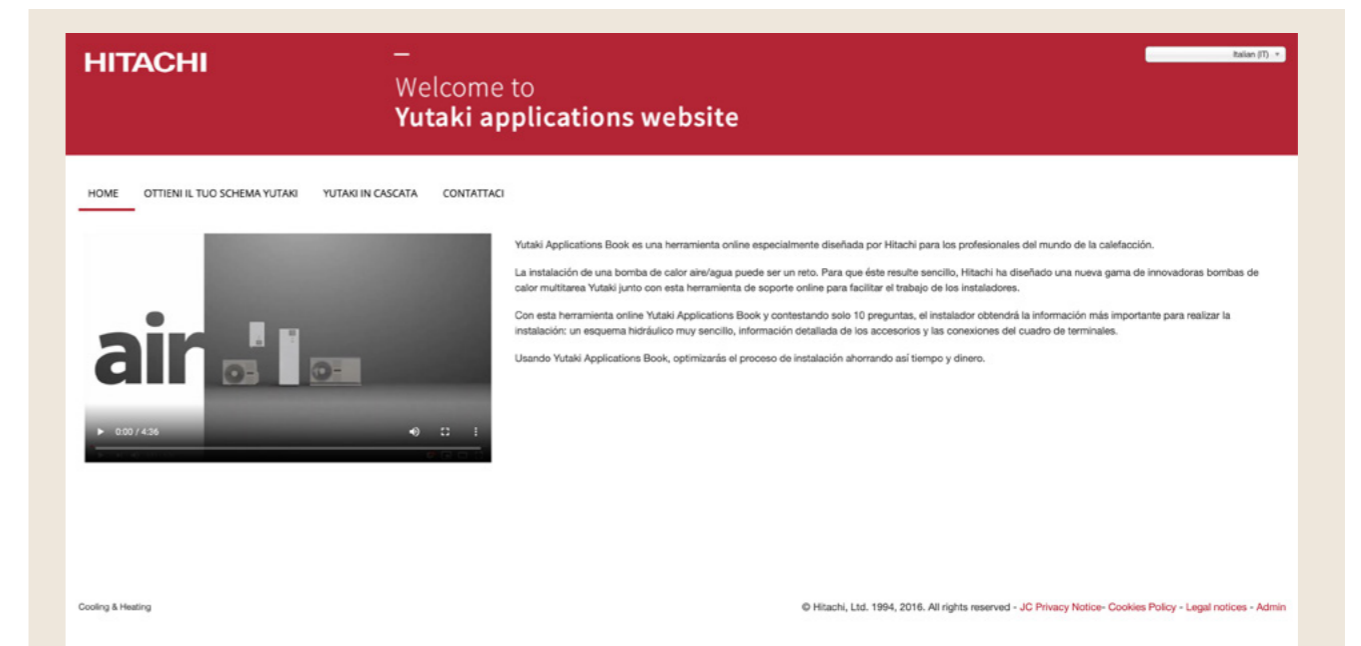 HITACHI
Welcome to
Yutaki applications website
Italian (IT)
HOME OTTIENI IL TUO SCHEMA YUTAKI YUTAKI IN CASCATA CONTATTACI
air
Yutaki Applications Book es una herramienta online especialmente diseñada por Hitachi para los profesionales del mundo de la calefacción.
La instalación de una bomba de calor aire/agua puede ser un reto. Para que éste resulte sencillo, Hitachi ha diseñado una nueva gama de innovadoras bombas de
calor multitarea Yutaki junto con esta herramienta de soporte online para facilitar el trabajo de los instaladores.
Con esta herramienta online Yutaki Applications Book y contestando solo 10 preguntas, el instalador obtendrá la información más importante para realizar la
instalación: un esquema hidráulico muy sencillo, información detallada de los accesorios y las conexiones del cuadro de terminales.
Usando Yutaki Applications Book, optimizarás el proceso de instalación ahorrando así tiempo y dinero.
0:00 / 4:36
Cooling & Heating
© Hitachi, Ltd. 1994, 2016. All rights reserved - JC Privacy Notice- Cookies Policy - Legal notices - Admin